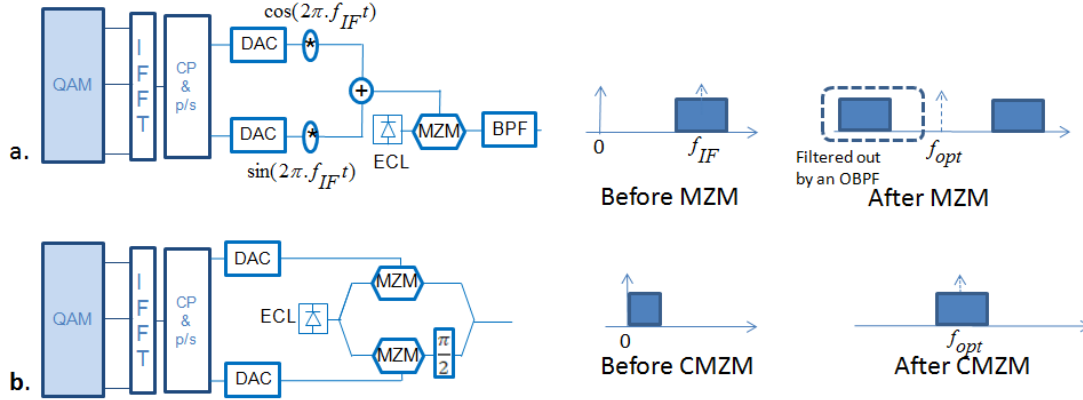 cos(2π.f_IF t)
DAC
*
QAM
I
F
F
T
CP
&
p/s
+
DAC
*
ECL
MZM
BPF
sin(2π.f_IF t)
a.
0
f_IF
Before MZM
Filtered out
by an OBPF
f_opt
After MZM
DAC
MZM
QAM
I
F
F
T
CP
&
p/s
ECL
MZM
π
2
DAC
b.
0
Before CMZM
f_opt
After CMZM